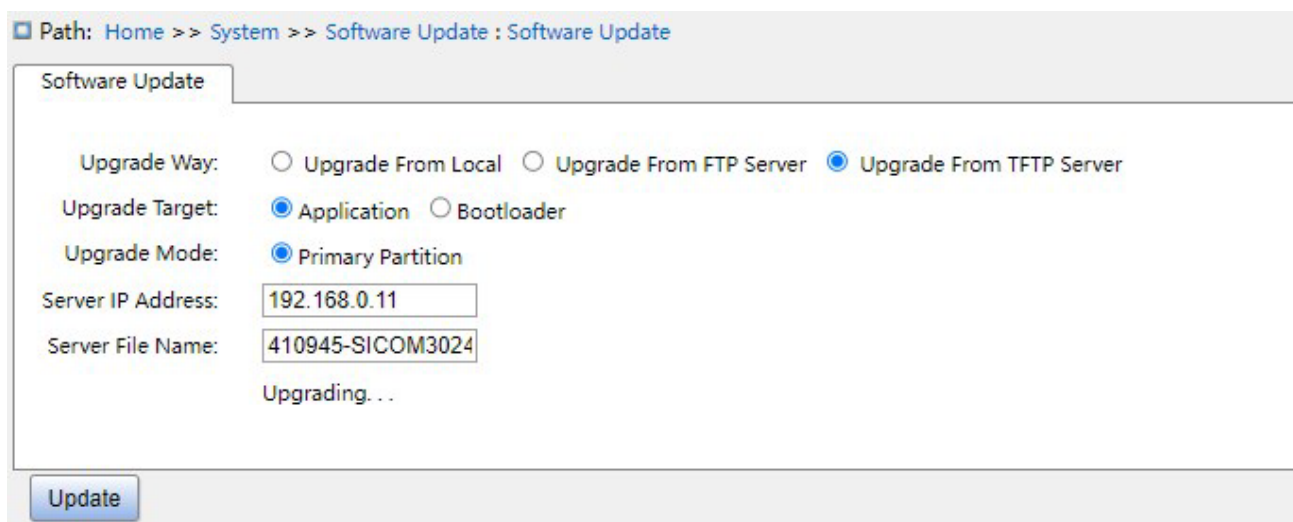 Path: Home >> System >> Software Update : Software Update
Software Update
Upgrade Way: Upgrade From Local Upgrade From FTP Server Upgrade From TFTP Server
Upgrade Target: Application Bootloader
Upgrade Mode: Primary Partition
Server IP Address: 192.168.0.11
Server File Name: 410945-SICOM3024
Upgrading. . .
Update